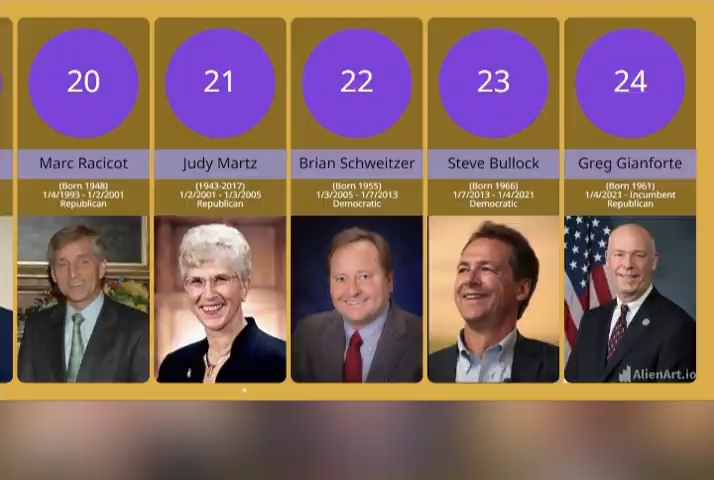 20
Marc Racicot
(Born 1948)
1/4/1993 - 1/2/2001
Republican
21
Judy Martz
(1943-2017)
1/2/2001 - 1/3/2005
Republican
22
Brian Schweitzer
(Born 1955)
1/3/2005 - 1/7/2013
Democratic
23
Steve Bullock
(Born 1966)
1/7/2013 - 1/4/2021
Democratic
24
Greg Gianforte
(Born 1961)
1/4/2021 - Incumbent
Republican
AlienArt.io